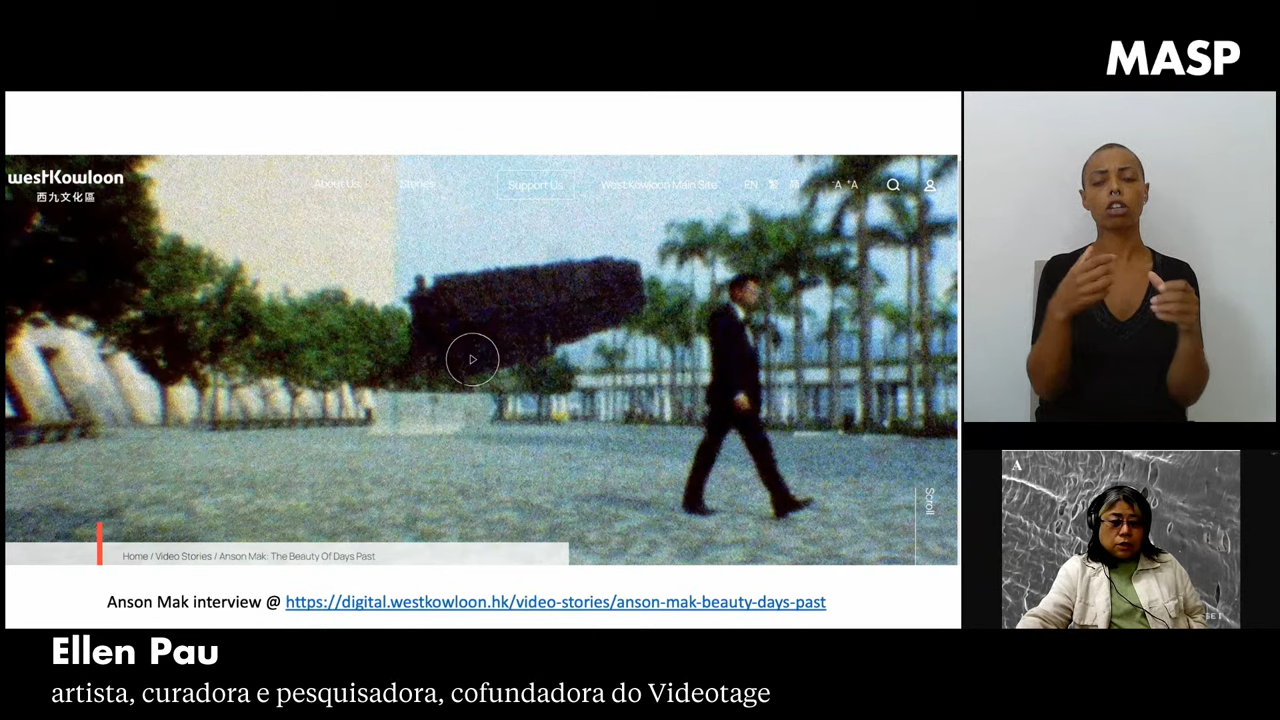 MASP
westKowloon
西九文化區
About Us
Stories
Support Us
West Kowloon Main Site
EN 繁 簡
-A +A
Scroll
Home / Video Stories / Anson Mak: The Beauty Of Days Past
Anson Mak interview @ https://digital.westkowloon.hk/video-stories/anson-mak-beauty-days-past
A
Ellen Pau
artista, curadora e pesquisadora, cofundadora do Videotage